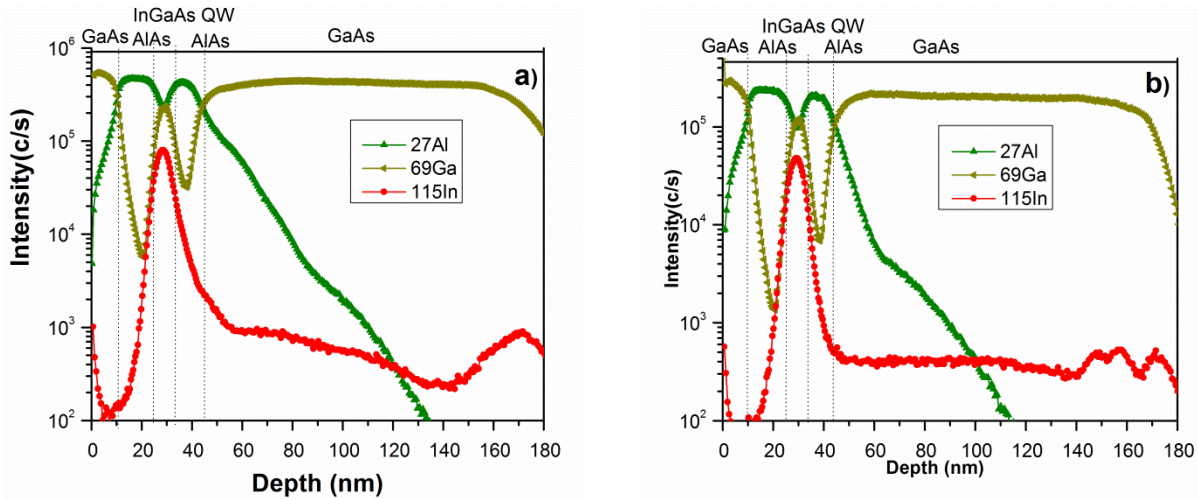 InGaAs QW
GaAs AlAs AlAs GaAs
a)
10^6
10^5
10^4
10^3
10^2
Intensity(c/s)
27Al
69Ga
115In
0 20 40 60 80 100 120 140 160 180
Depth (nm)
InGaAs QW
GaAs AlAs AlAs GaAs
b)
10^5
10^4
10^3
10^2
Intensity(c/s)
27Al
69Ga
115In
0 20 40 60 80 100 120 140 160 180
Depth (nm)